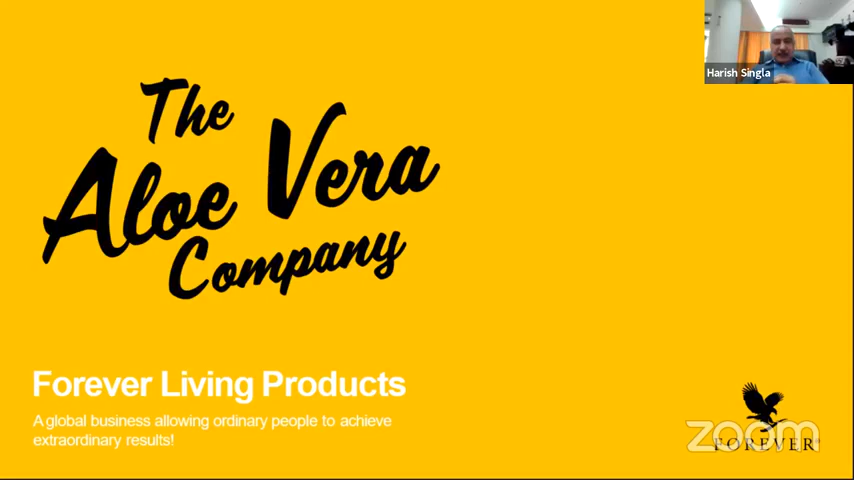 Harish Singla
The
Aloe Vera
Company
Forever Living Products
A global business allowing ordinary people to achieve
extraordinary results!
zoom
FOREVER®